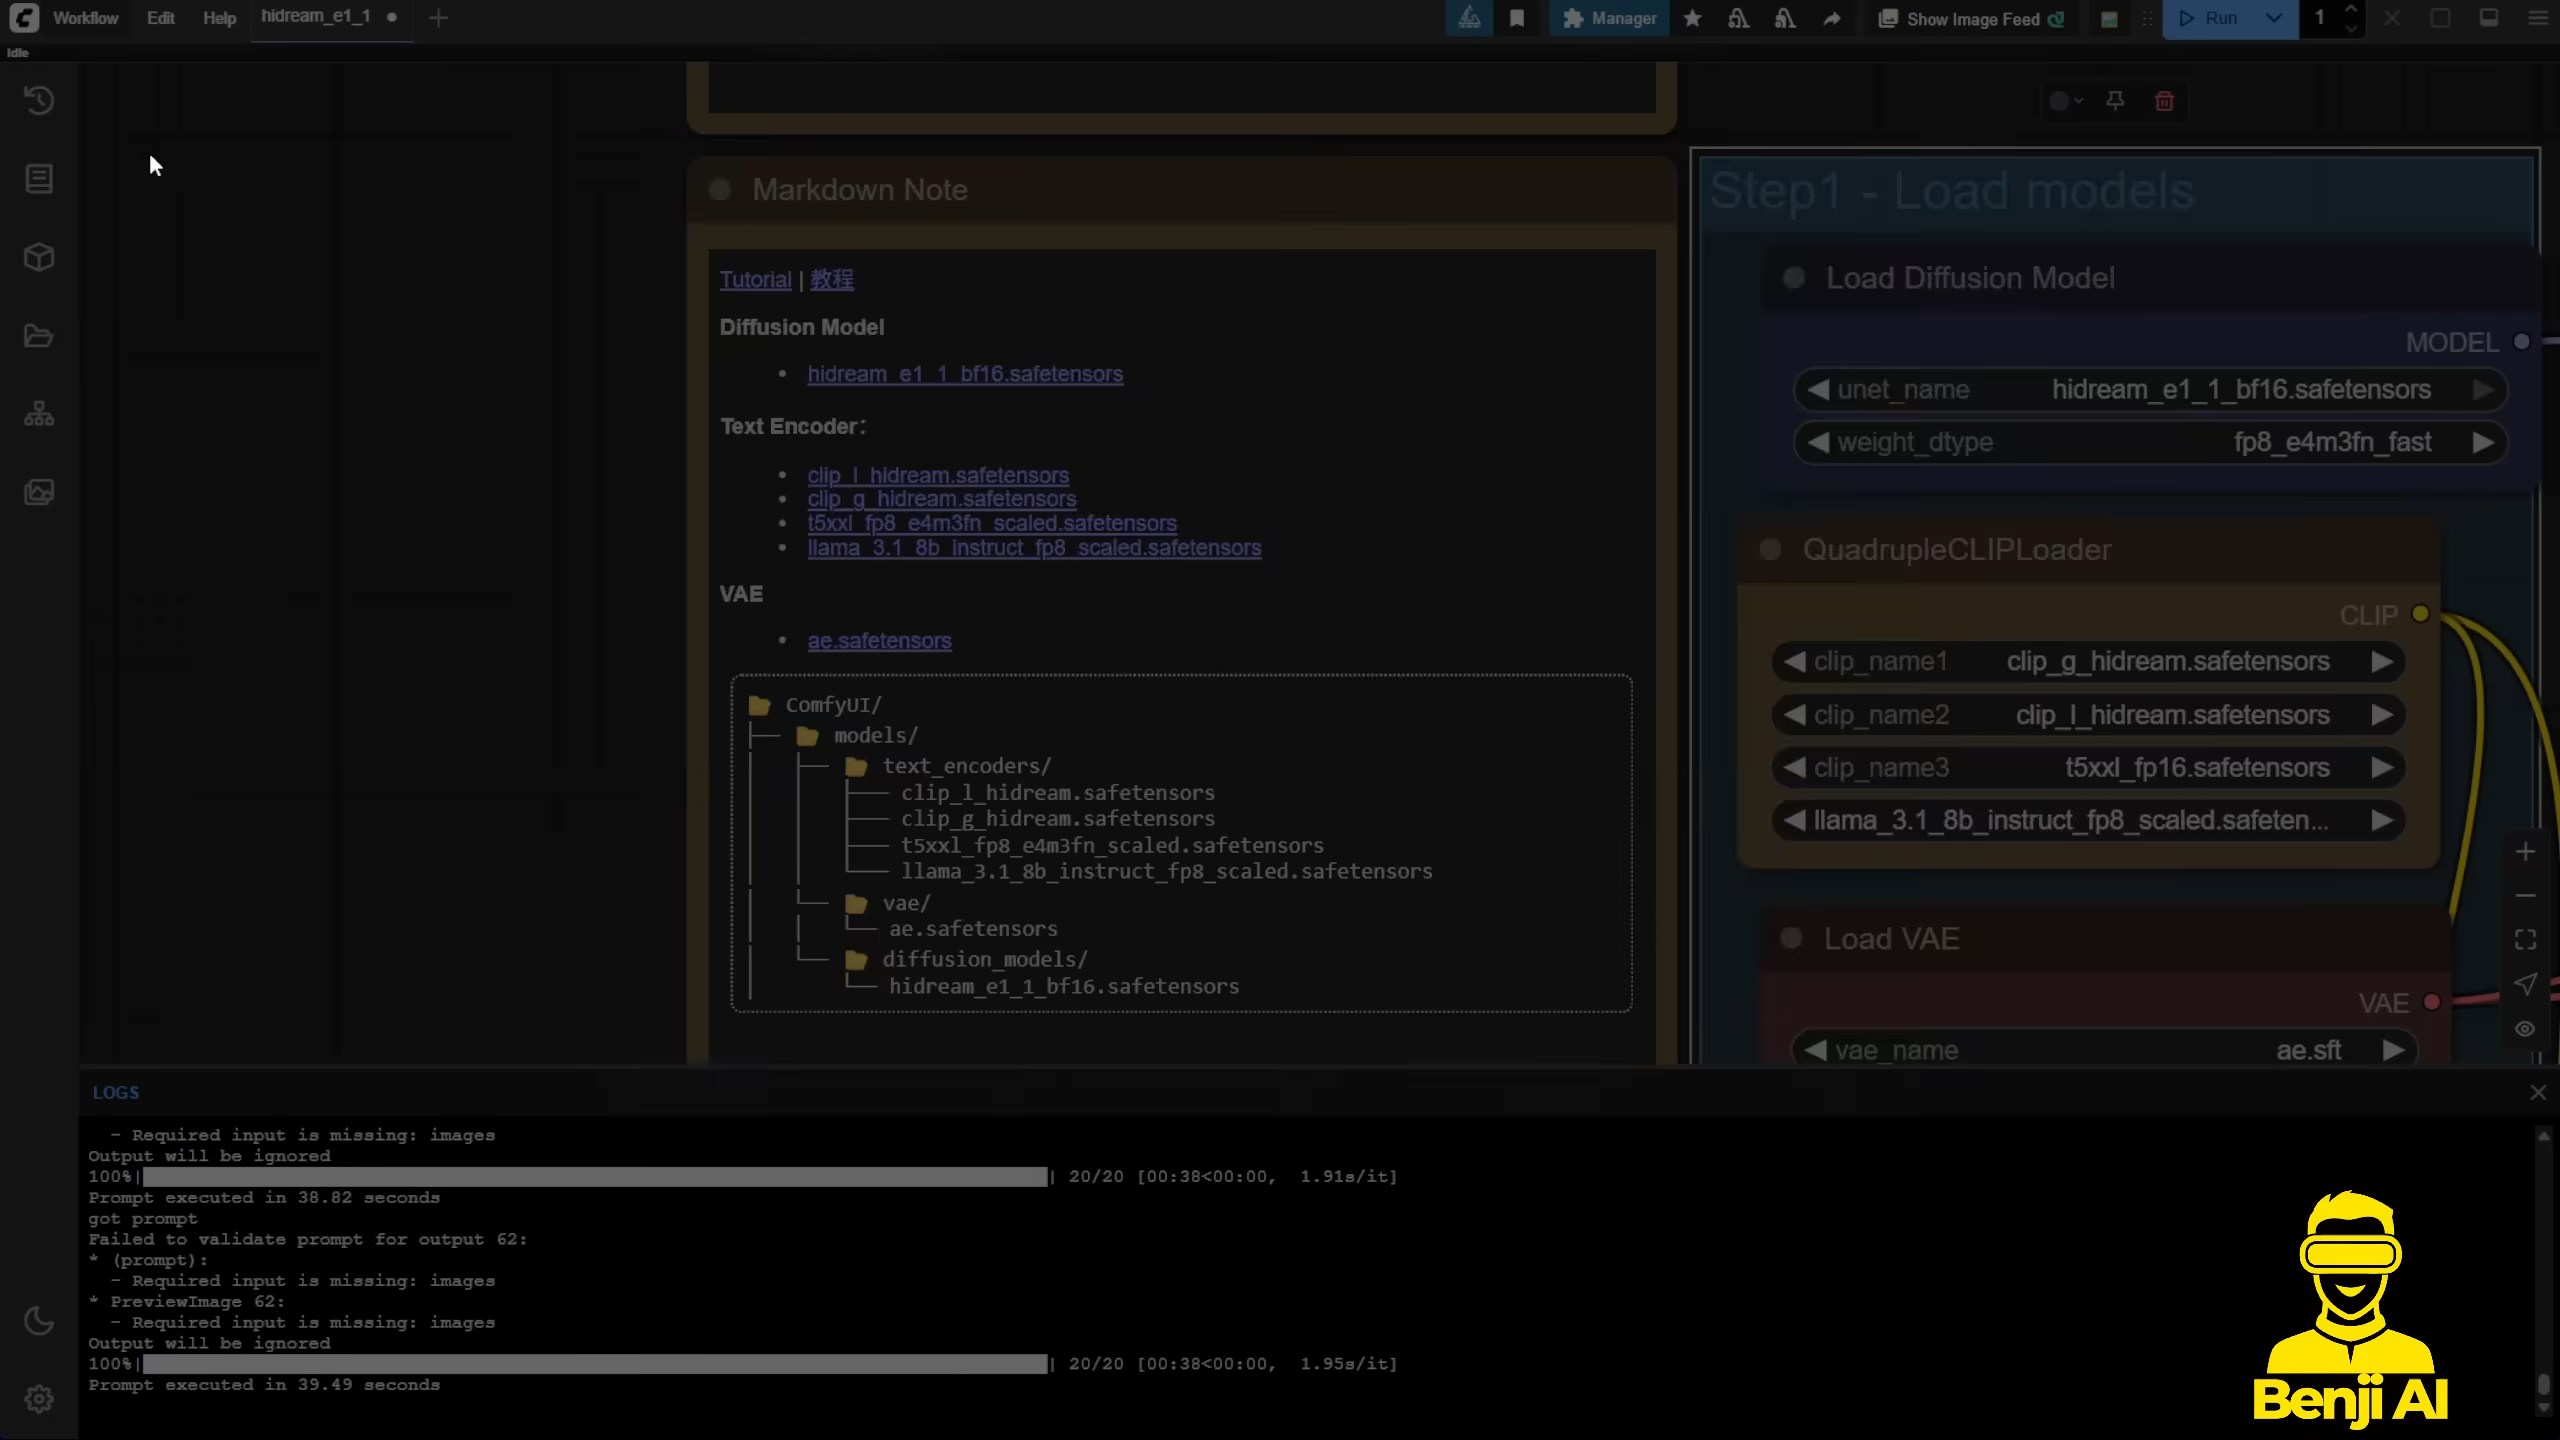 Workflow Edit Help hidream_e1_1 Manager Show Image Feed Run 1
Idle
Markdown Note
Tutorial | 教程
Diffusion Model
• hidream_e1_1_bf16.safetensors
Text Encoder：
• clip_l_hidream.safetensors
• clip_g_hidream.safetensors
• t5xxl_fp8_e4m3fn_scaled.safetensors
• llama_3.1_8b_instruct_fp8_scaled.safetensors
VAE
• ae.safetensors
ComfyUI/
models/
text_encoders/
clip_l_hidream.safetensors
clip_g_hidream.safetensors
t5xxl_fp8_e4m3fn_scaled.safetensors
llama_3.1_8b_instruct_fp8_scaled.safetensors
vae/
ae.safetensors
diffusion_models/
hidream_e1_1_bf16.safetensors
Step1 - Load models
Load Diffusion Model
MODEL
unet_name hidream_e1_1_bf16.safetensors
weight_dtype fp8_e4m3fn_fast
QuadrupleCLIPLoader
CLIP
clip_name1 clip_g_hidream.safetensors
clip_name2 clip_l_hidream.safetensors
clip_name3 t5xxl_fp16.safetensors
llama_3.1_8b_instruct_fp8_scaled.safeten...
Load VAE
VAE
vae_name ae.sft
LOGS
- Required input is missing: images
Output will be ignored
100%| | 20/20 [00:38<00:00, 1.91s/it]
Prompt executed in 38.82 seconds
got prompt
Failed to validate prompt for output 62:
* (prompt):
- Required input is missing: images
* PreviewImage 62:
- Required input is missing: images
Output will be ignored
100%| | 20/20 [00:38<00:00, 1.95s/it]
Prompt executed in 39.49 seconds
Benji AI